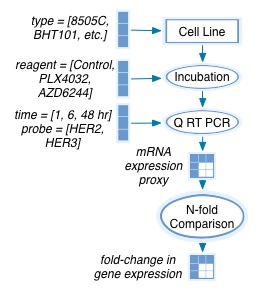 type = [8505C,
BHT101, etc.]
Cell Line
reagent = [Control,
PLX4032,
AZD6244]
Incubation
time = [1, 6, 48 hr]
probe = [HER2,
HER3]
Q RT PCR
mRNA
expression
proxy
N-fold
Comparison
fold-change in
gene expression